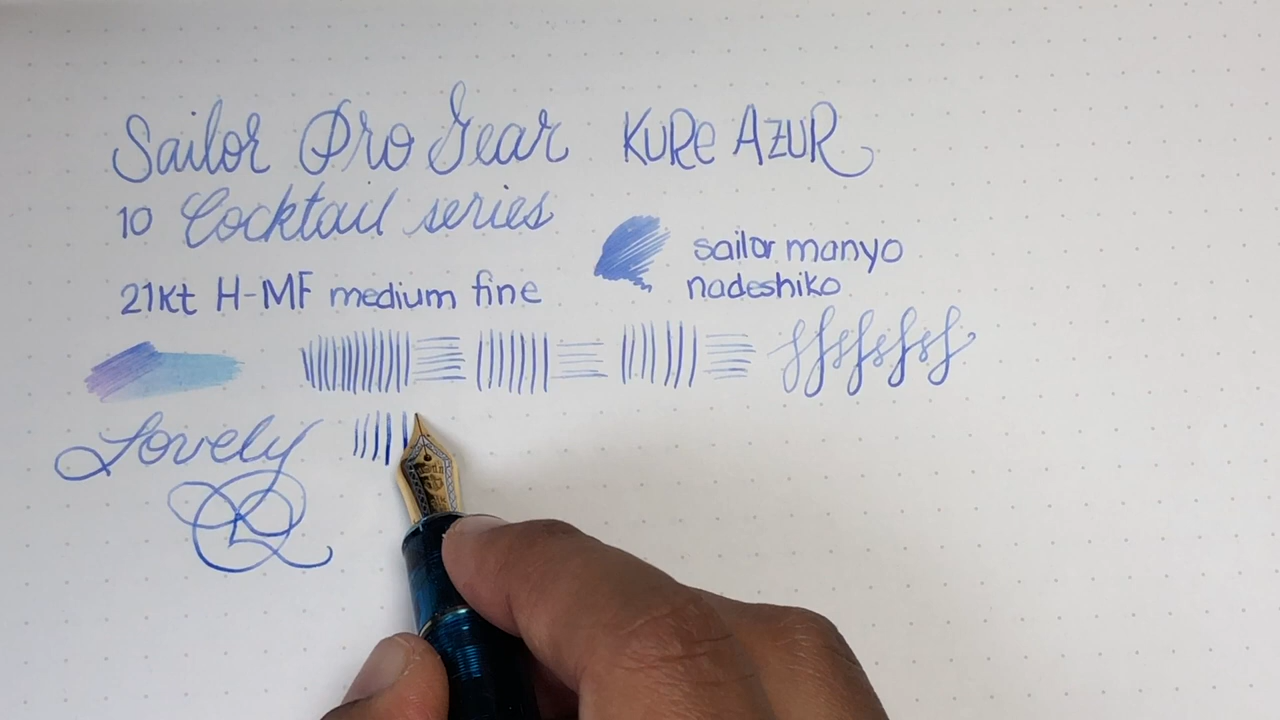 Sailor Pro Gear KURe AZUR
10 Cocktail series
sailor manyo
nadeshiko
21kt H-MF medium fine
Lovely